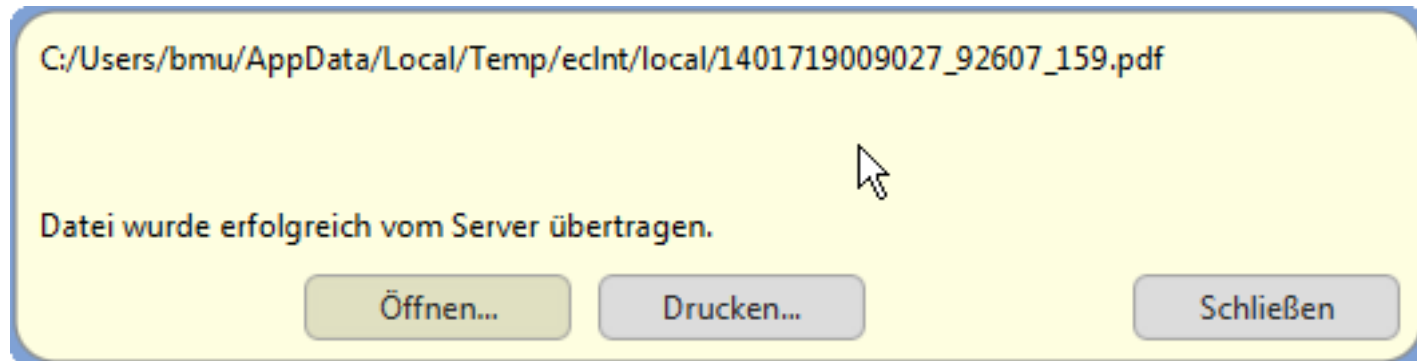 C:/Users/bmu/AppData/Local/Temp/eclnt/local/1401719009027_92607_159.pdf
Datei wurde erfolgreich vom Server übertragen.
Öffnen... Drucken... Schließen